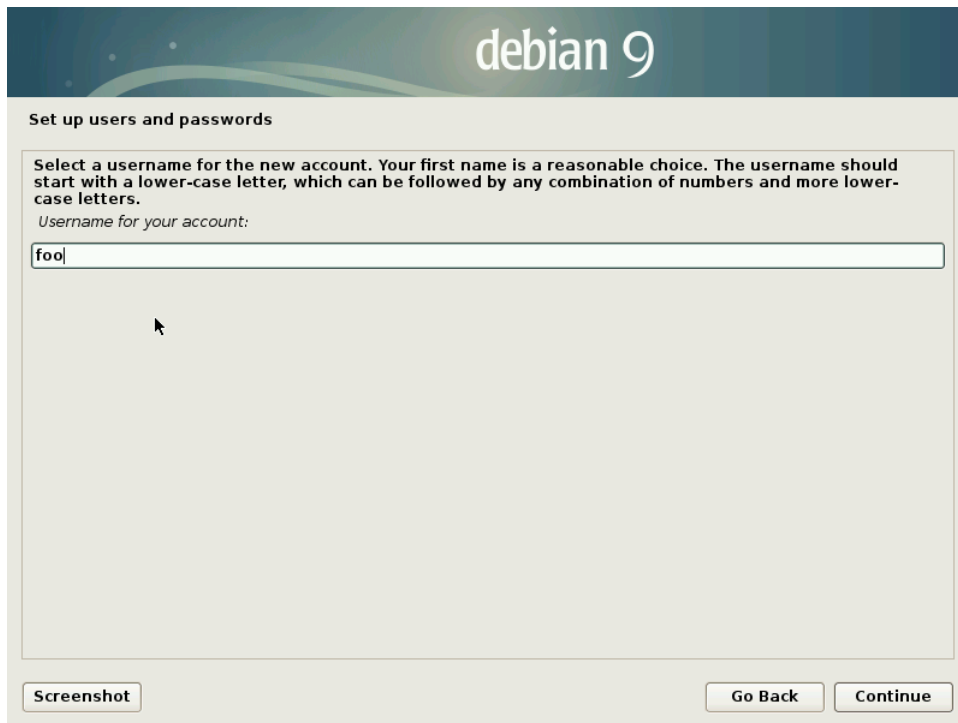 debian 9
Set up users and passwords
Select a username for the new account. Your first name is a reasonable choice. The username should
start with a lower-case letter, which can be followed by any combination of numbers and more lower-
case letters.
Username for your account:
foo
Screenshot
Go Back
Continue